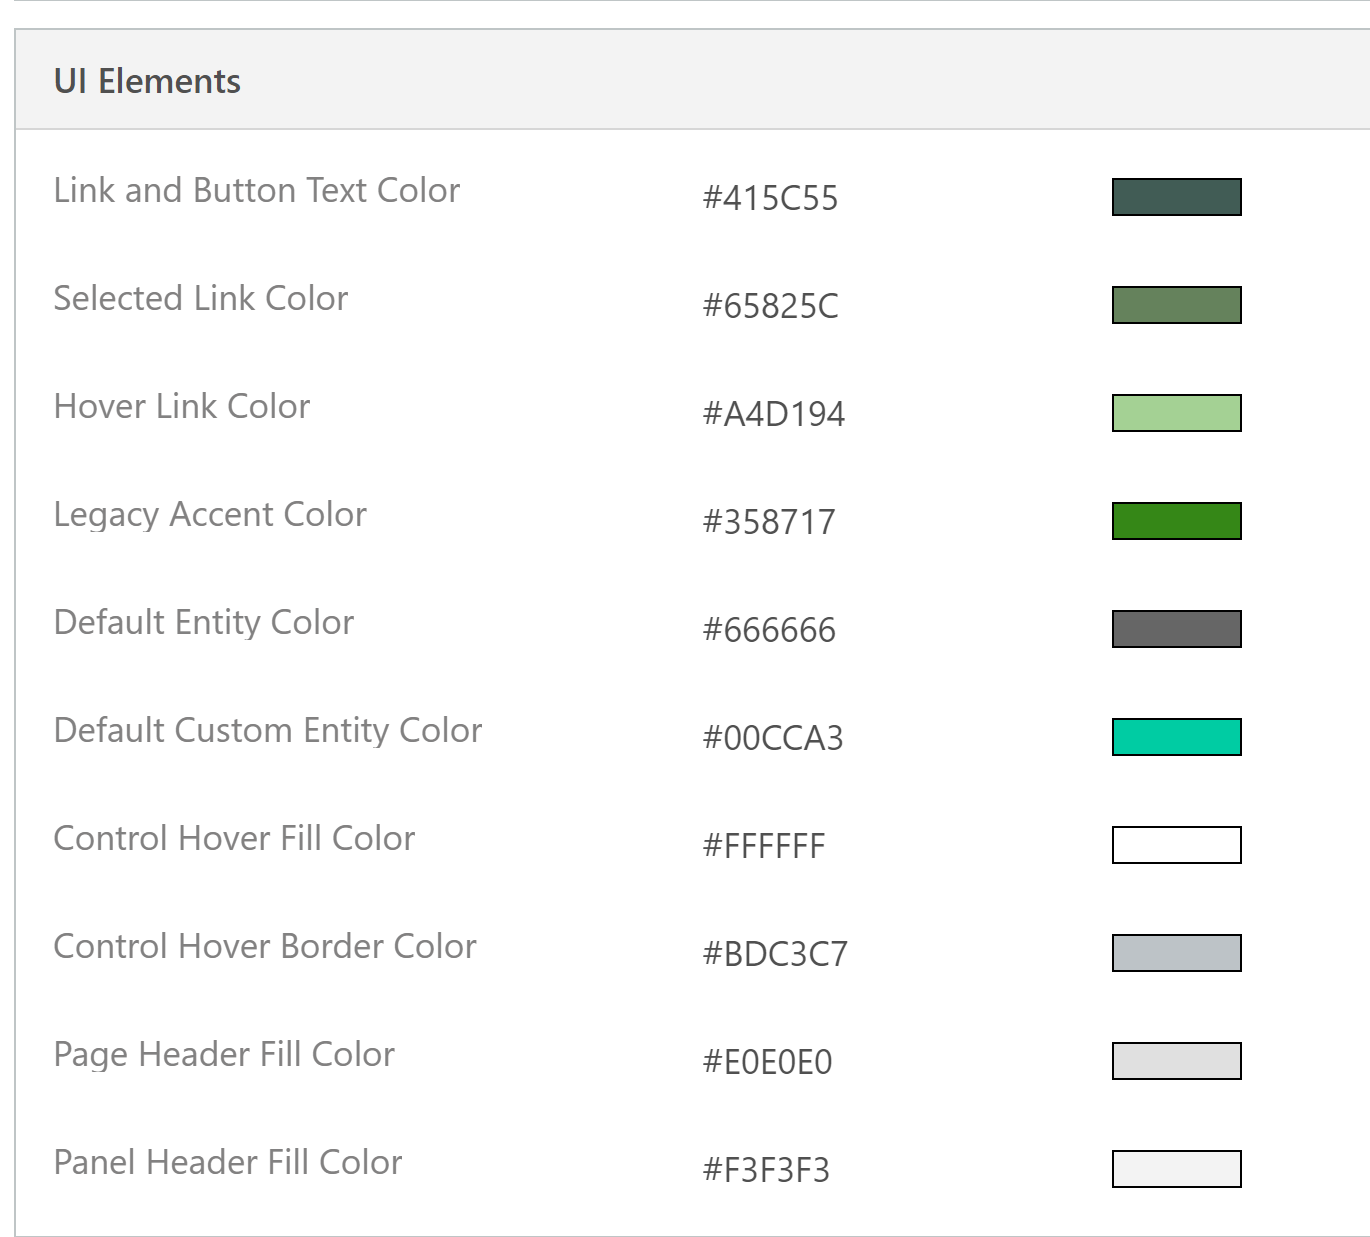 UI Elements
Link and Button Text Color #415C55
Selected Link Color #65825C
Hover Link Color #A4D194
Legacy Accent Color #358717
Default Entity Color #666666
Default Custom Entity Color #00CCA3
Control Hover Fill Color #FFFFFF
Control Hover Border Color #BDC3C7
Page Header Fill Color #E0E0E0
Panel Header Fill Color #F3F3F3